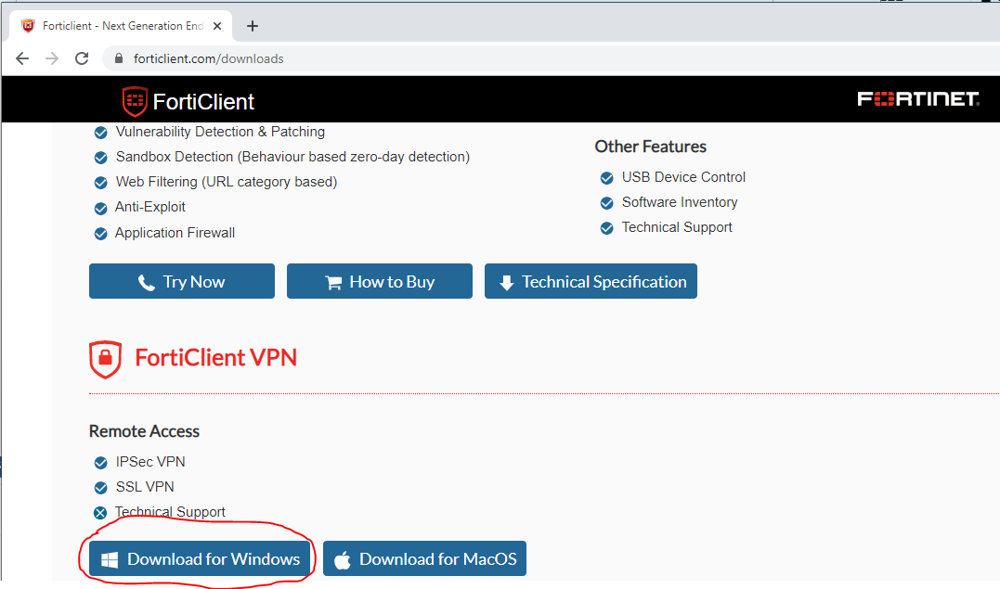 Forticlient - Next Generation End
forticlient.com/downloads
FortiClient
FORTINET
Vulnerability Detection & Patching
Sandbox Detection (Behaviour based zero-day detection)
Web Filtering (URL category based)
Anti-Exploit
Application Firewall
Other Features
USB Device Control
Software Inventory
Technical Support
Try Now
How to Buy
Technical Specification
FortiClient VPN
Remote Access
IPSec VPN
SSL VPN
Technical Support
Download for Windows
Download for MacOS